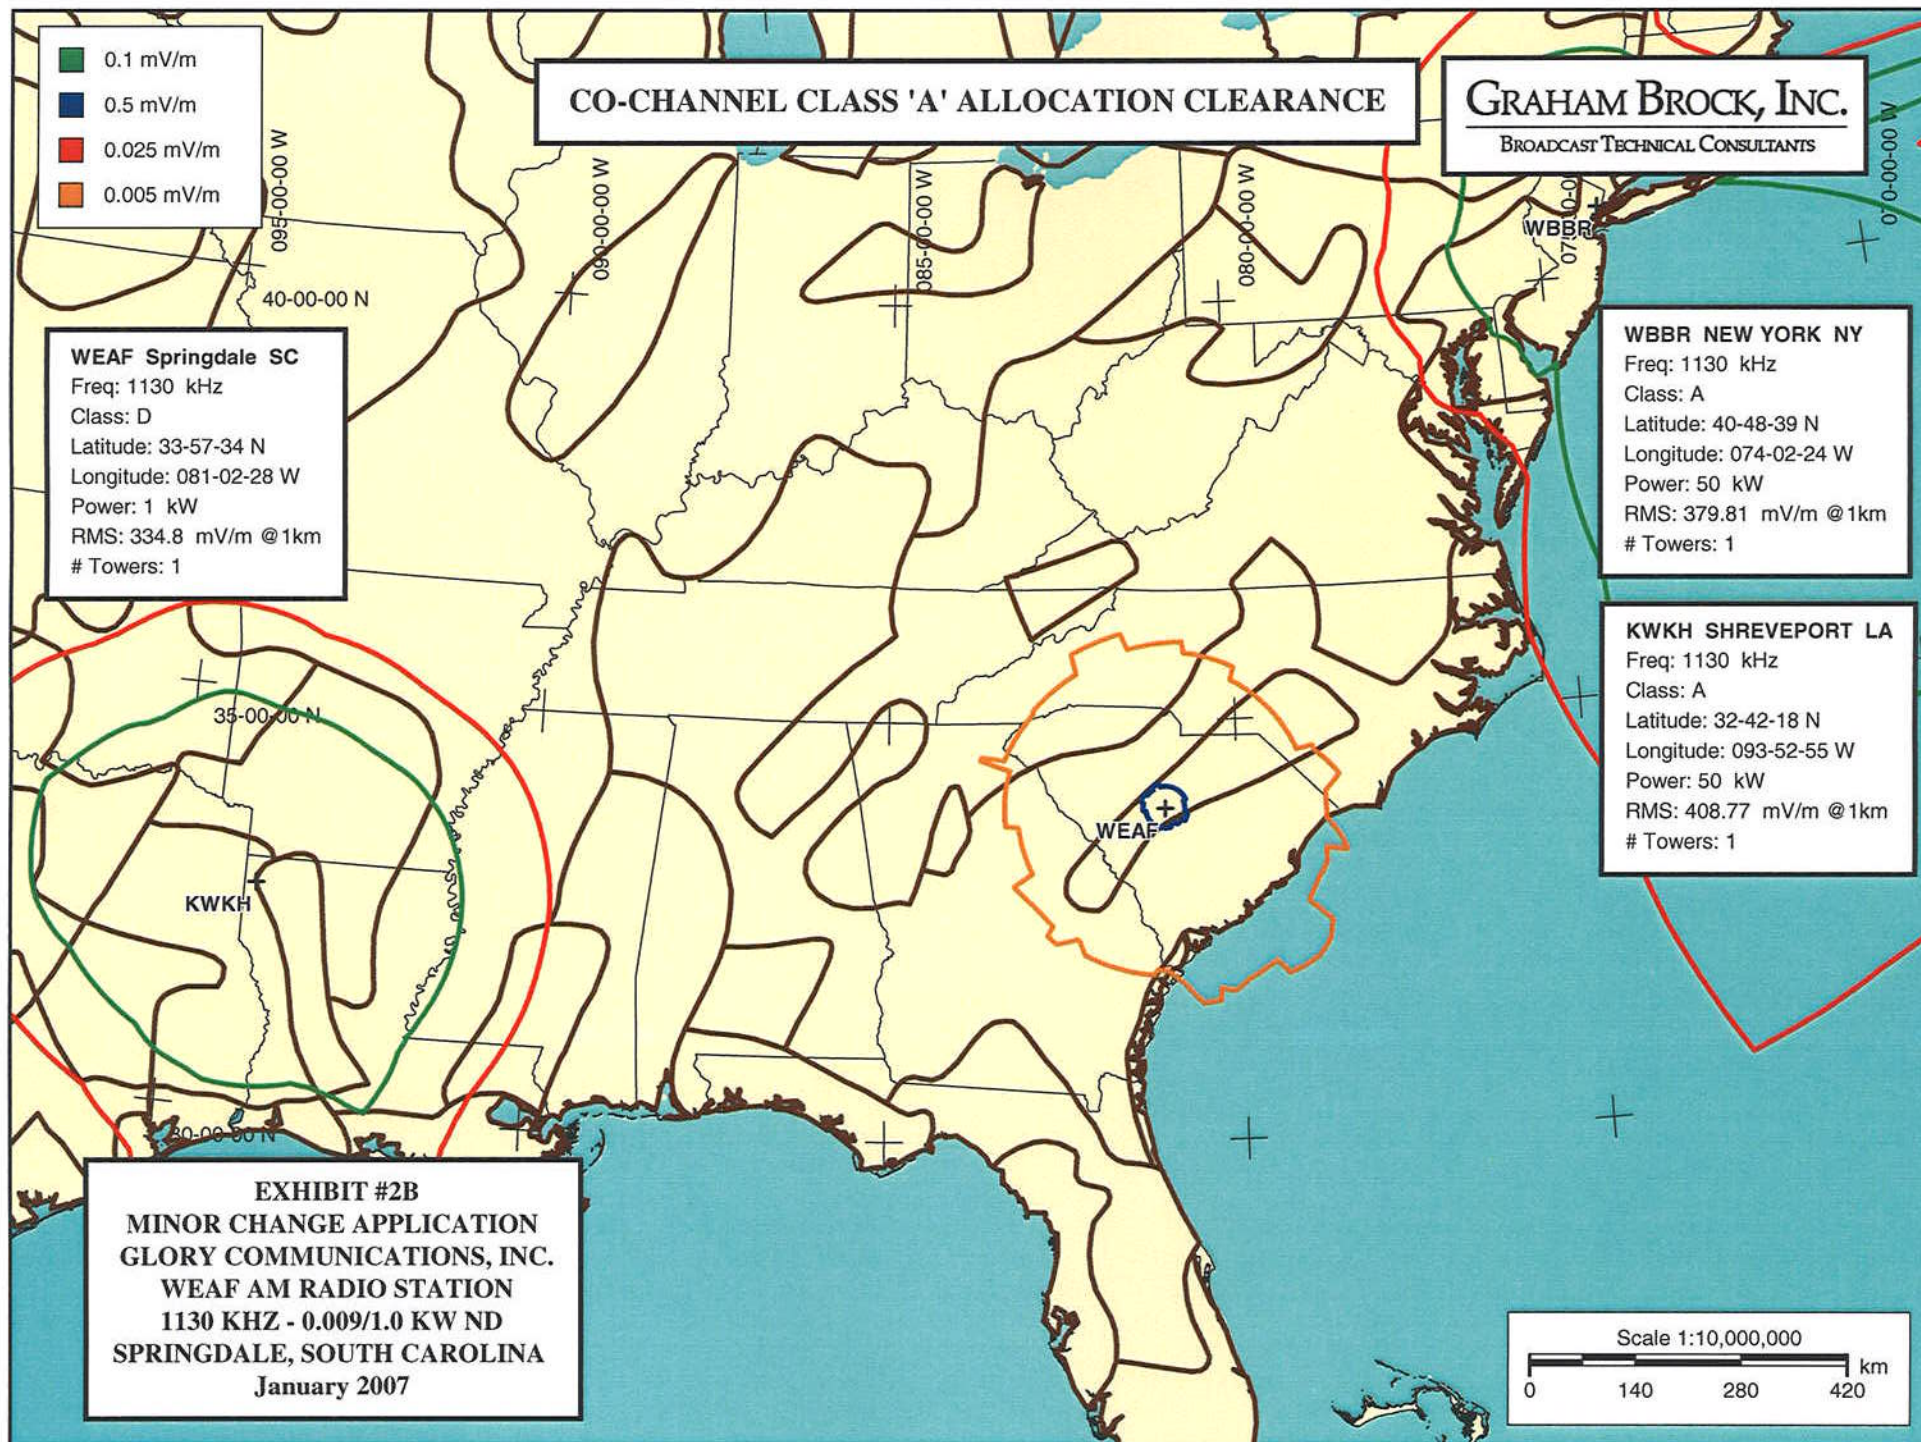 0.1 mV/m
0.5 mV/m
0.025 mV/m
0.005 mV/m
CO-CHANNEL CLASS 'A' ALLOCATION CLEARANCE
GRAHAM BROCK, INC.
BROADCAST TECHNICAL CONSULTANTS
095-00-00 W
090-00-00 W
085-00-00 W
080-00-00 W
070-00-00 W
WBBR
40-00-00 N
WEAF Springdale SC
Freq: 1130 kHz
Class: D
Latitude: 33-57-34 N
Longitude: 081-02-28 W
Power: 1 kW
RMS: 334.8 mV/m @1km
# Towers: 1
WBBR NEW YORK NY
Freq: 1130 kHz
Class: A
Latitude: 40-48-39 N
Longitude: 074-02-24 W
Power: 50 kW
RMS: 379.81 mV/m @1km
# Towers: 1
KWKH SHREVEPORT LA
Freq: 1130 kHz
Class: A
Latitude: 32-42-18 N
Longitude: 093-52-55 W
Power: 50 kW
RMS: 408.77 mV/m @1km
# Towers: 1
35-00-00 N
WEAF
KWKH
30-00-00 N
EXHIBIT #2B
MINOR CHANGE APPLICATION
GLORY COMMUNICATIONS, INC.
WEAF AM RADIO STATION
1130 KHZ - 0.009/1.0 KW ND
SPRINGDALE, SOUTH CAROLINA
January 2007
Scale 1:10,000,000
km
0 140 280 420